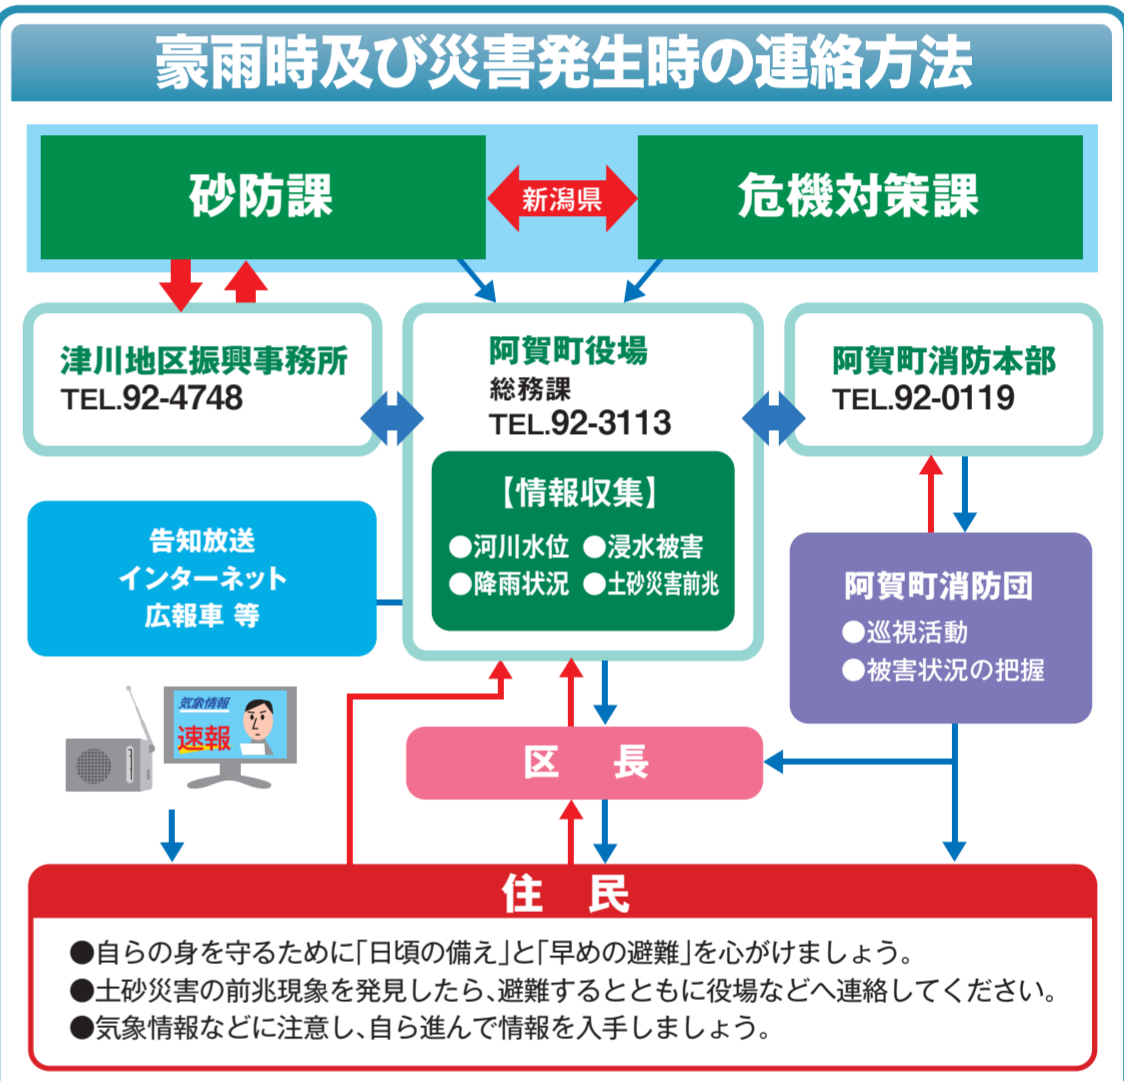 豪雨時及び災害発生時の連絡方法
砂防課
新潟県
危機対策課
津川地区振興事務所
TEL.92-4748
阿賀町役場
総務課
TEL.92-3113
【情報収集】
●河川水位 ●浸水被害
●降雨状況 ●土砂災害前兆
阿賀町消防本部
TEL.92-0119
告知放送
インターネット
広報車 等
阿賀町消防団
●巡視活動
●被害状況の把握
気象情報
速報
区 長
住 民
●自らの身を守るために「日頃の備え」と「早めの避難」を心がけましょう。
●土砂災害の前兆現象を発見したら、避難するとともに役場などへ連絡してください。
●気象情報などに注意し、自ら進んで情報を入手しましょう。